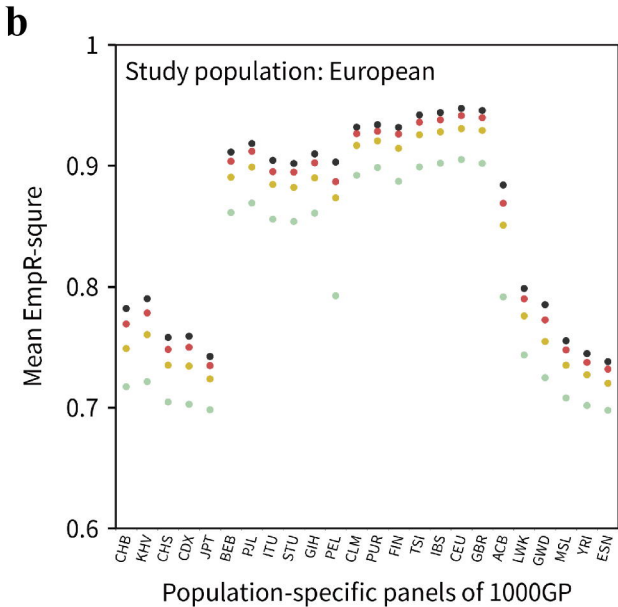 b
Study population: European
Mean EmpR-squre
1
0.9
0.8
0.7
0.6
CHB KHV CHS CDX JPT BEB PJL ITU STU GIH PEL CLM PUR FIN TSI IBS CEU GBR ACB LWK GWD MSL YRI ESN
Population-specific panels of 1000GP